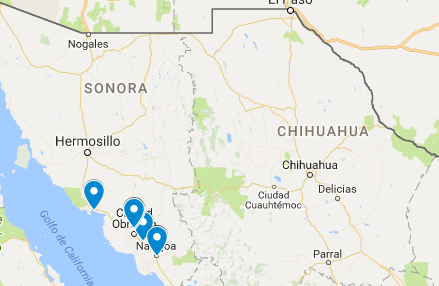 El Paso
Nogales
SONORA
CHIHUAHUA
Hermosillo
Chihuahua
Ciudad
Cuauhtémoc
Delicias
Golfo de California
Parral